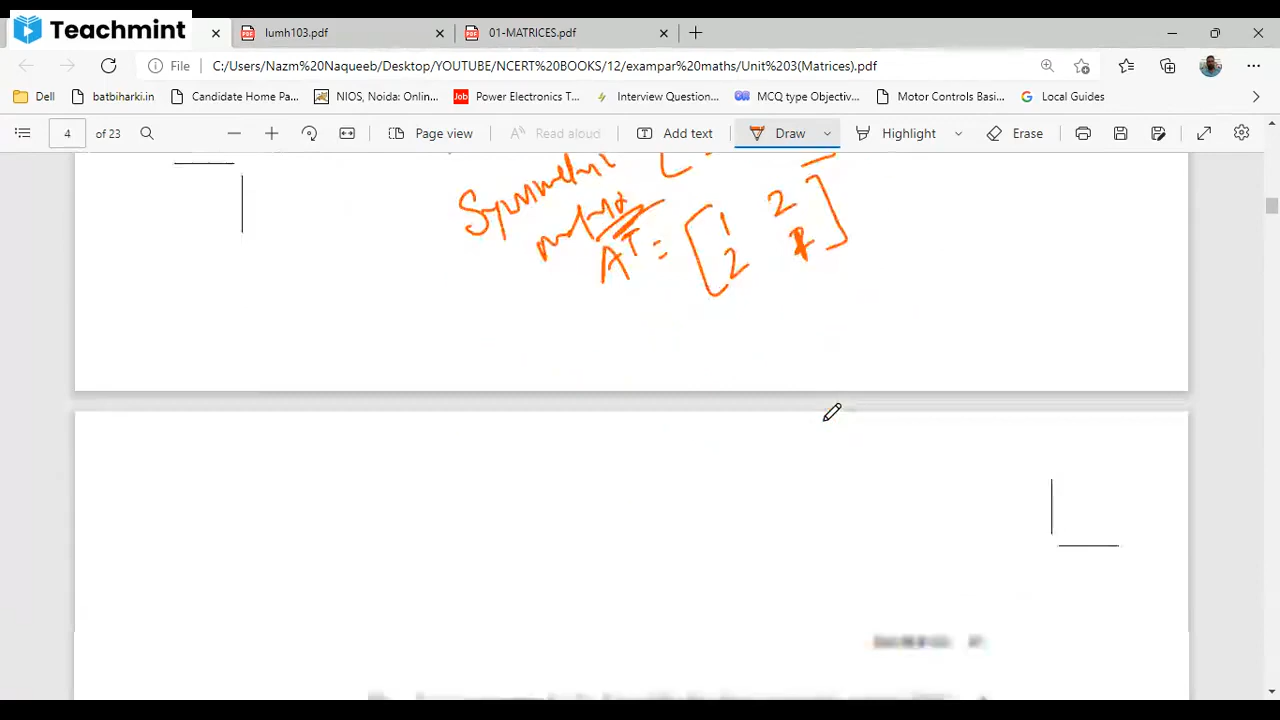 Teachmint
lumh103.pdf
01-MATRICES.pdf
File
C:/Users/Nazm%20Naqueeb/Desktop/YOUTUBE/NCERT%20BOOKS/12/exampar%20maths/Unit%203(Matrices).pdf
Dell
batbiharki.in
Candidate Home Pa...
NIOS, Noida: Onlin...
Job
Power Electronics T...
Interview Question...
MCQ type Objectiv...
Motor Controls Basi...
Local Guides
4
of 23
Page view
Read aloud
Add text
Draw
Highlight
Erase
Symmetric
A^T = [1 2
2